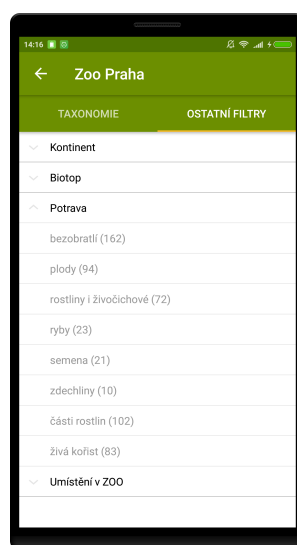 14:16
Zoo Praha
TAXONOMIE OSTATNÍ FILTRY
Kontinent
Biotop
Potrava
bezobratlí (162)
plody (94)
rostliny i živočichové (72)
ryby (23)
semena (21)
zdechliny (10)
části rostlin (102)
živá kořist (83)
Umístění v ZOO